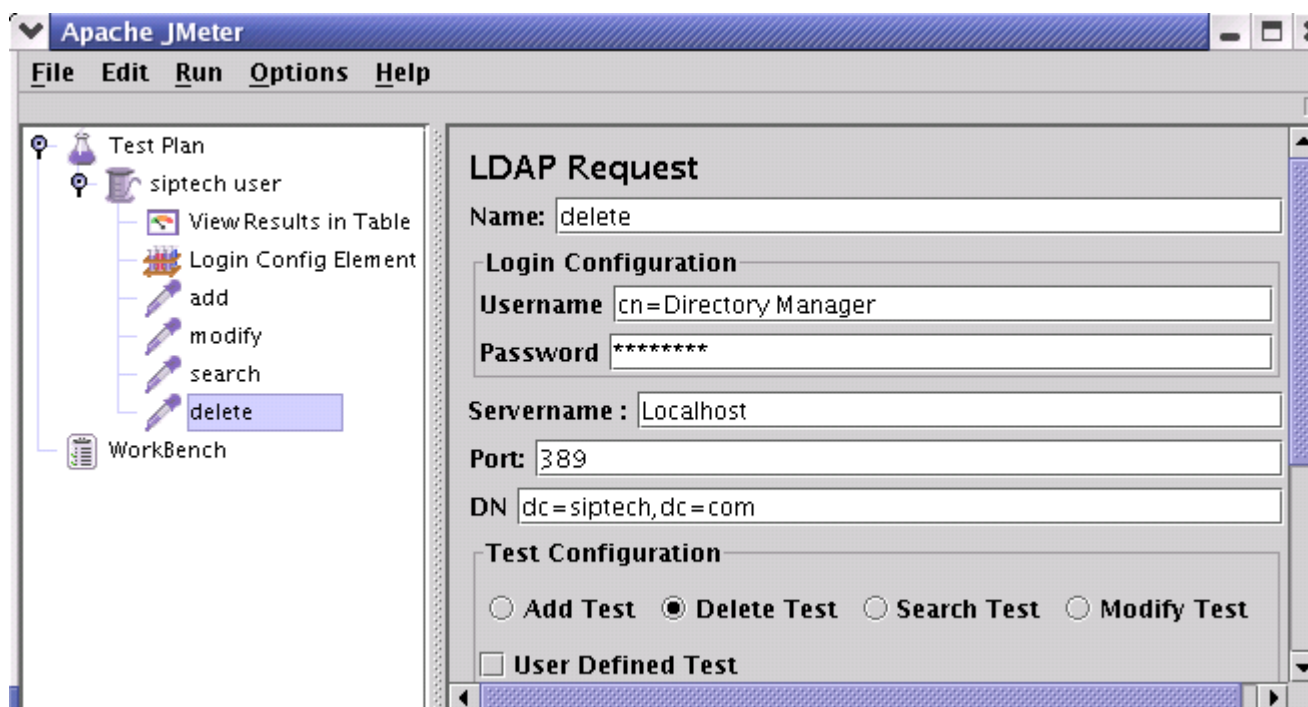 Apache JMeter
File Edit Run Options Help
Test Plan
siptech user
View Results in Table
Login Config Element
add
modify
search
delete
WorkBench
LDAP Request
Name: delete
Login Configuration
Username cn=Directory Manager
Password ********
Servername : Localhost
Port: 389
DN dc=siptech,dc=com
Test Configuration
Add Test Delete Test Search Test Modify Test
User Defined Test